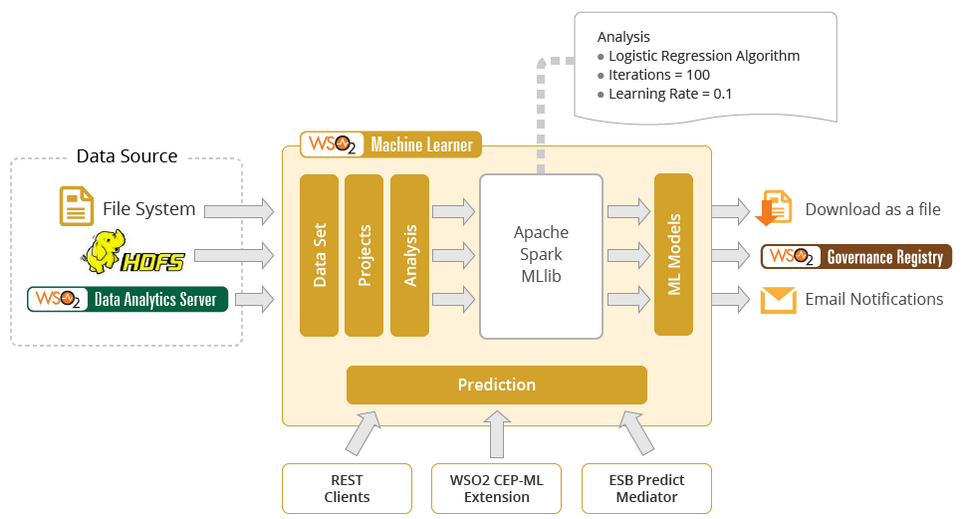 Analysis
• Logistic Regression Algorithm
• Iterations = 100
• Learning Rate = 0.1
WSO2 Machine Learner
Data Source
File System
HDFS
WSO2 Data Analytics Server
Data Set
Projects
Analysis
Apache
Spark
MLlib
ML Models
Download as a file
WSO2 Governance Registry
Email Notifications
Prediction
REST
Clients
WSO2 CEP-ML
Extension
ESB Predict
Mediator